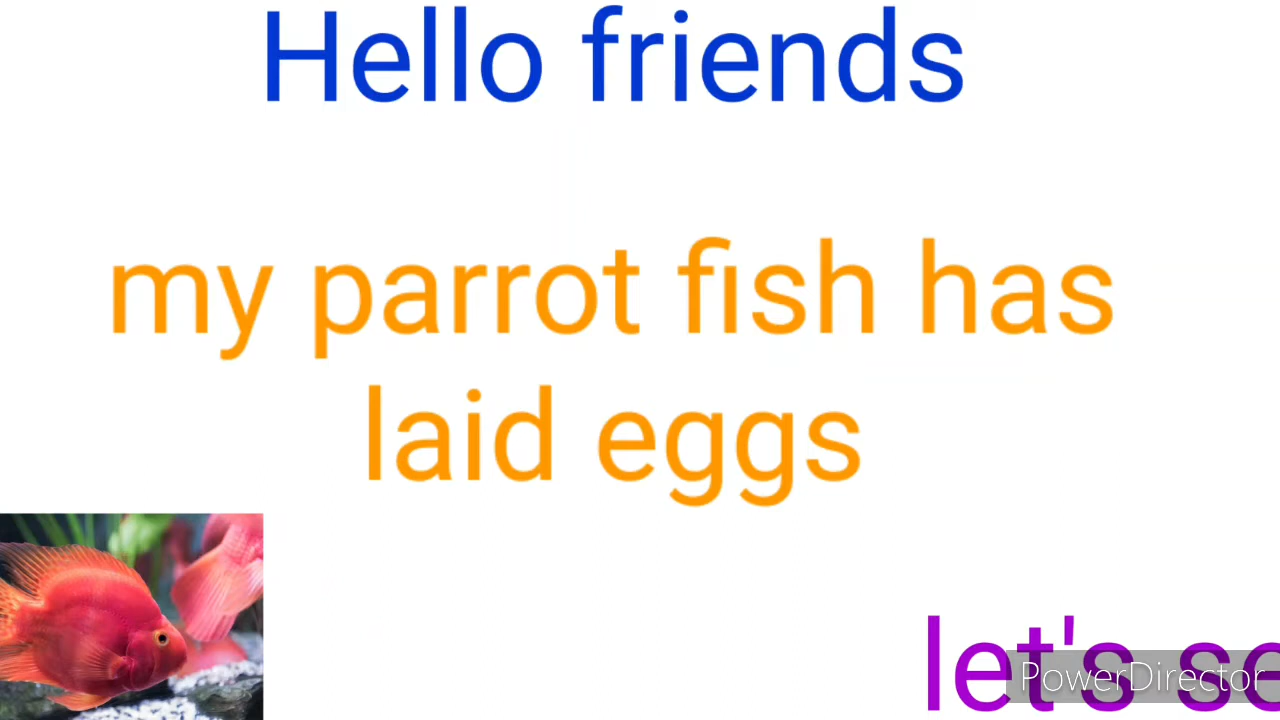 Hello friends
my parrot fish has
laid eggs
let's se
PowerDirector